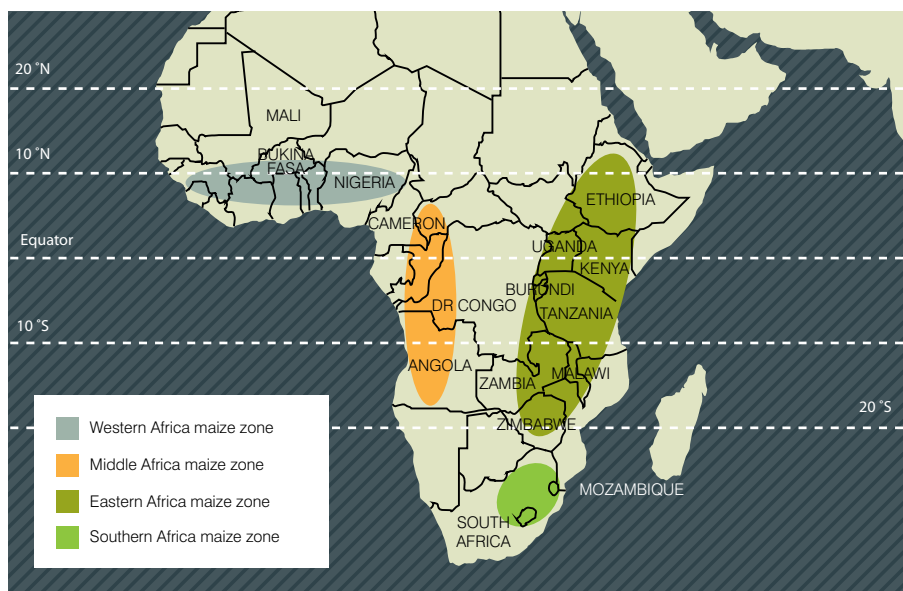 20 ˚N
MALI
10 ˚N
BUKINA
FASA
NIGERIA
ETHIOPIA
CAMERON
Equator
UGANDA
KENYA
BURUNDI
DR CONGO
TANZANIA
10 ˚S
ANGOLA
MALAWI
ZAMBIA
20 ˚S
ZIMBABWE
MOZAMBIQUE
SOUTH
AFRICA
Western Africa maize zone
Middle Africa maize zone
Eastern Africa maize zone
Southern Africa maize zone